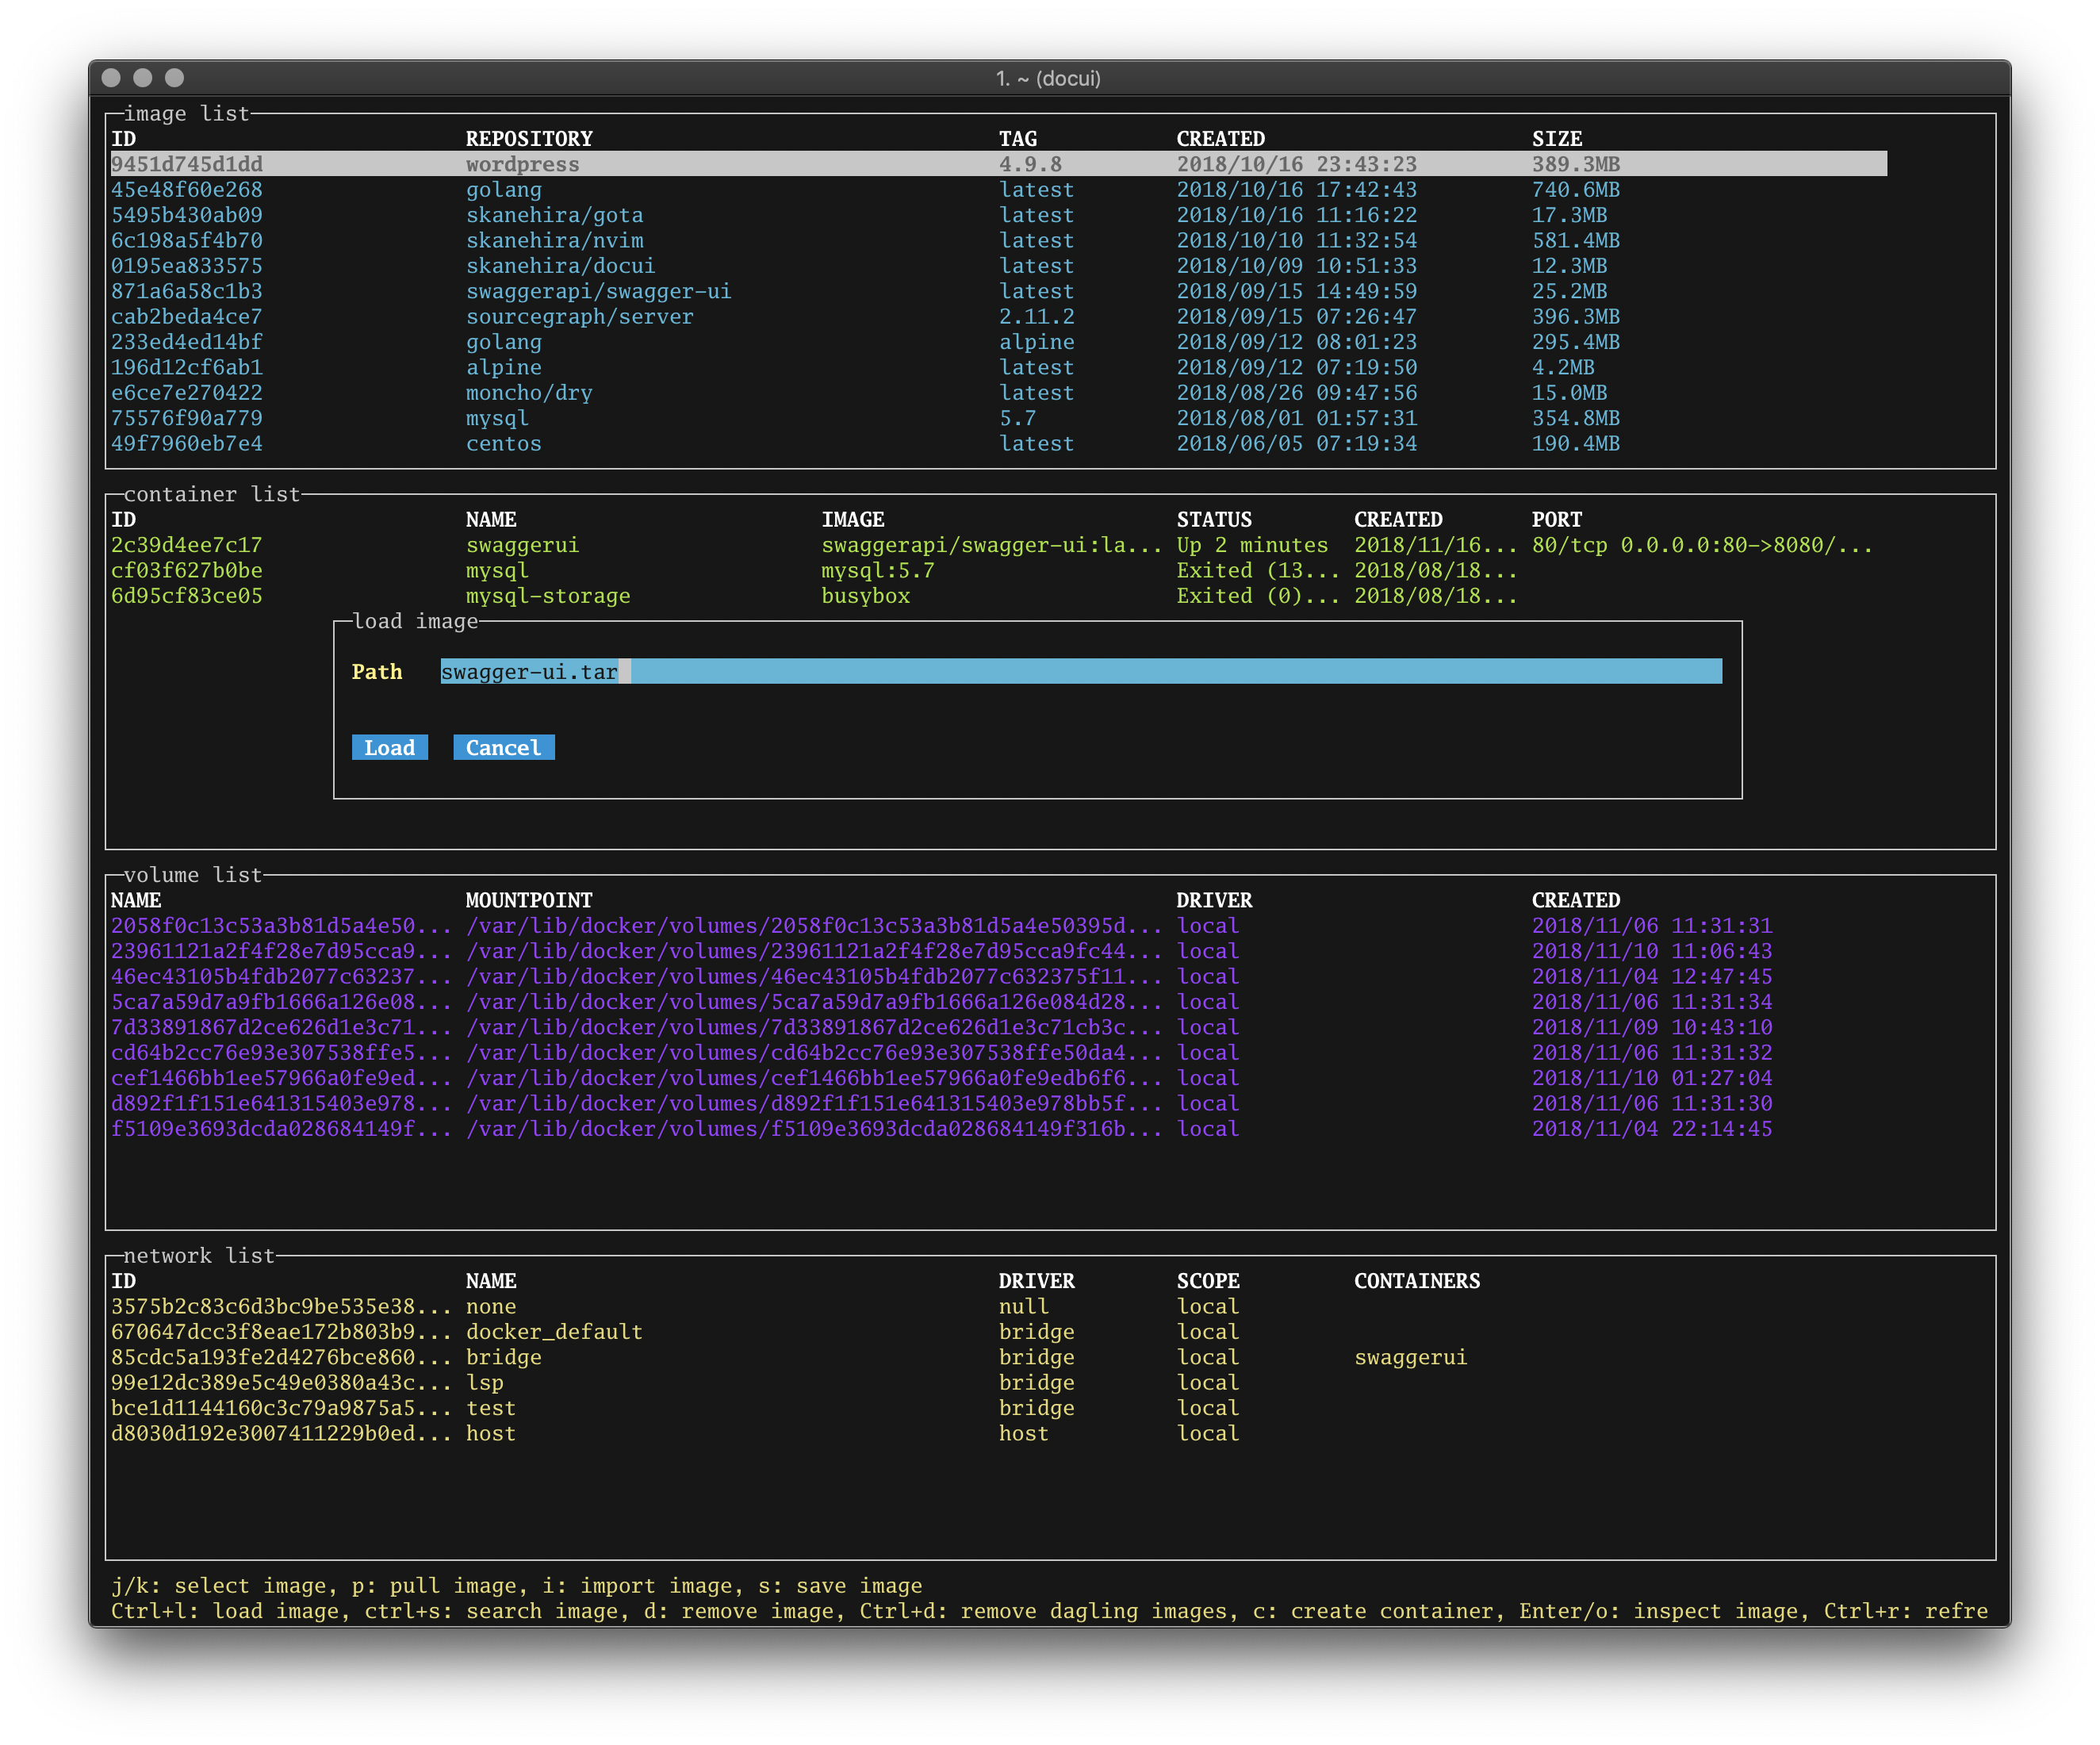 1. ~ (docui)
image list
ID REPOSITORY TAG CREATED SIZE
9451d745d1dd wordpress 4.9.8 2018/10/16 23:43:23 389.3MB
45e48f60e268 golang latest 2018/10/16 17:42:43 740.6MB
5495b430ab09 skanehira/gota latest 2018/10/16 11:16:22 17.3MB
6c198a5f4b70 skanehira/nvim latest 2018/10/10 11:32:54 581.4MB
0195ea833575 skanehira/docui latest 2018/10/09 10:51:33 12.3MB
871a6a58c1b3 swaggerapi/swagger-ui latest 2018/09/15 14:49:59 25.2MB
cab2beda4ce7 sourcegraph/server 2.11.2 2018/09/15 07:26:47 396.3MB
233ed4ed14bf golang alpine 2018/09/12 08:01:23 295.4MB
196d12cf6ab1 alpine latest 2018/09/12 07:19:50 4.2MB
e6ce7e270422 moncho/dry latest 2018/08/26 09:47:56 15.0MB
75576f90a779 mysql 5.7 2018/08/01 01:57:31 354.8MB
49f7960eb7e4 centos latest 2018/06/05 07:19:34 190.4MB
container list
ID NAME IMAGE STATUS CREATED PORT
2c39d4ee7c17 swaggerui swaggerapi/swagger-ui:la... Up 2 minutes 2018/11/16... 80/tcp 0.0.0.0:80->8080/...
cf03f627b0be mysql mysql:5.7 Exited (13... 2018/08/18...
6d95cf83ce05 mysql-storage busybox Exited (0)... 2018/08/18...
load image
Path swagger-ui.tar
Load Cancel
volume list
NAME MOUNTPOINT DRIVER CREATED
2058f0c13c53a3b81d5a4e50... /var/lib/docker/volumes/2058f0c13c53a3b81d5a4e50395d... local 2018/11/06 11:31:31
23961121a2f4f28e7d95cca9... /var/lib/docker/volumes/23961121a2f4f28e7d95cca9fc44... local 2018/11/10 11:06:43
46ec43105b4fdb2077c63237... /var/lib/docker/volumes/46ec43105b4fdb2077c632375f11... local 2018/11/04 12:47:45
5ca7a59d7a9fb1666a126e08... /var/lib/docker/volumes/5ca7a59d7a9fb1666a126e084d28... local 2018/11/06 11:31:34
7d33891867d2ce626d1e3c71... /var/lib/docker/volumes/7d33891867d2ce626d1e3c71cb3c... local 2018/11/09 10:43:10
cd64b2cc76e93e307538ffe5... /var/lib/docker/volumes/cd64b2cc76e93e307538ffe50da4... local 2018/11/06 11:31:32
cef1466bb1ee57966a0fe9ed... /var/lib/docker/volumes/cef1466bb1ee57966a0fe9edb6f6... local 2018/11/10 01:27:04
d892f1f151e641315403e978... /var/lib/docker/volumes/d892f1f151e641315403e978bb5f... local 2018/11/06 11:31:30
f5109e3693dcda028684149f... /var/lib/docker/volumes/f5109e3693dcda028684149f316b... local 2018/11/04 22:14:45
network list
ID NAME DRIVER SCOPE CONTAINERS
3575b2c83c6d3bc9be535e38... none null local
670647dcc3f8eae172b803b9... docker_default bridge local
85cdc5a193fe2d4276bce860... bridge bridge local swaggerui
99e12dc389e5c49e0380a43c... lsp bridge local
bce1d1144160c3c79a9875a5... test bridge local
d8030d192e3007411229b0ed... host host local
j/k: select image, p: pull image, i: import image, s: save image
Ctrl+l: load image, ctrl+s: search image, d: remove image, Ctrl+d: remove dagling images, c: create container, Enter/o: inspect image, Ctrl+r: refre